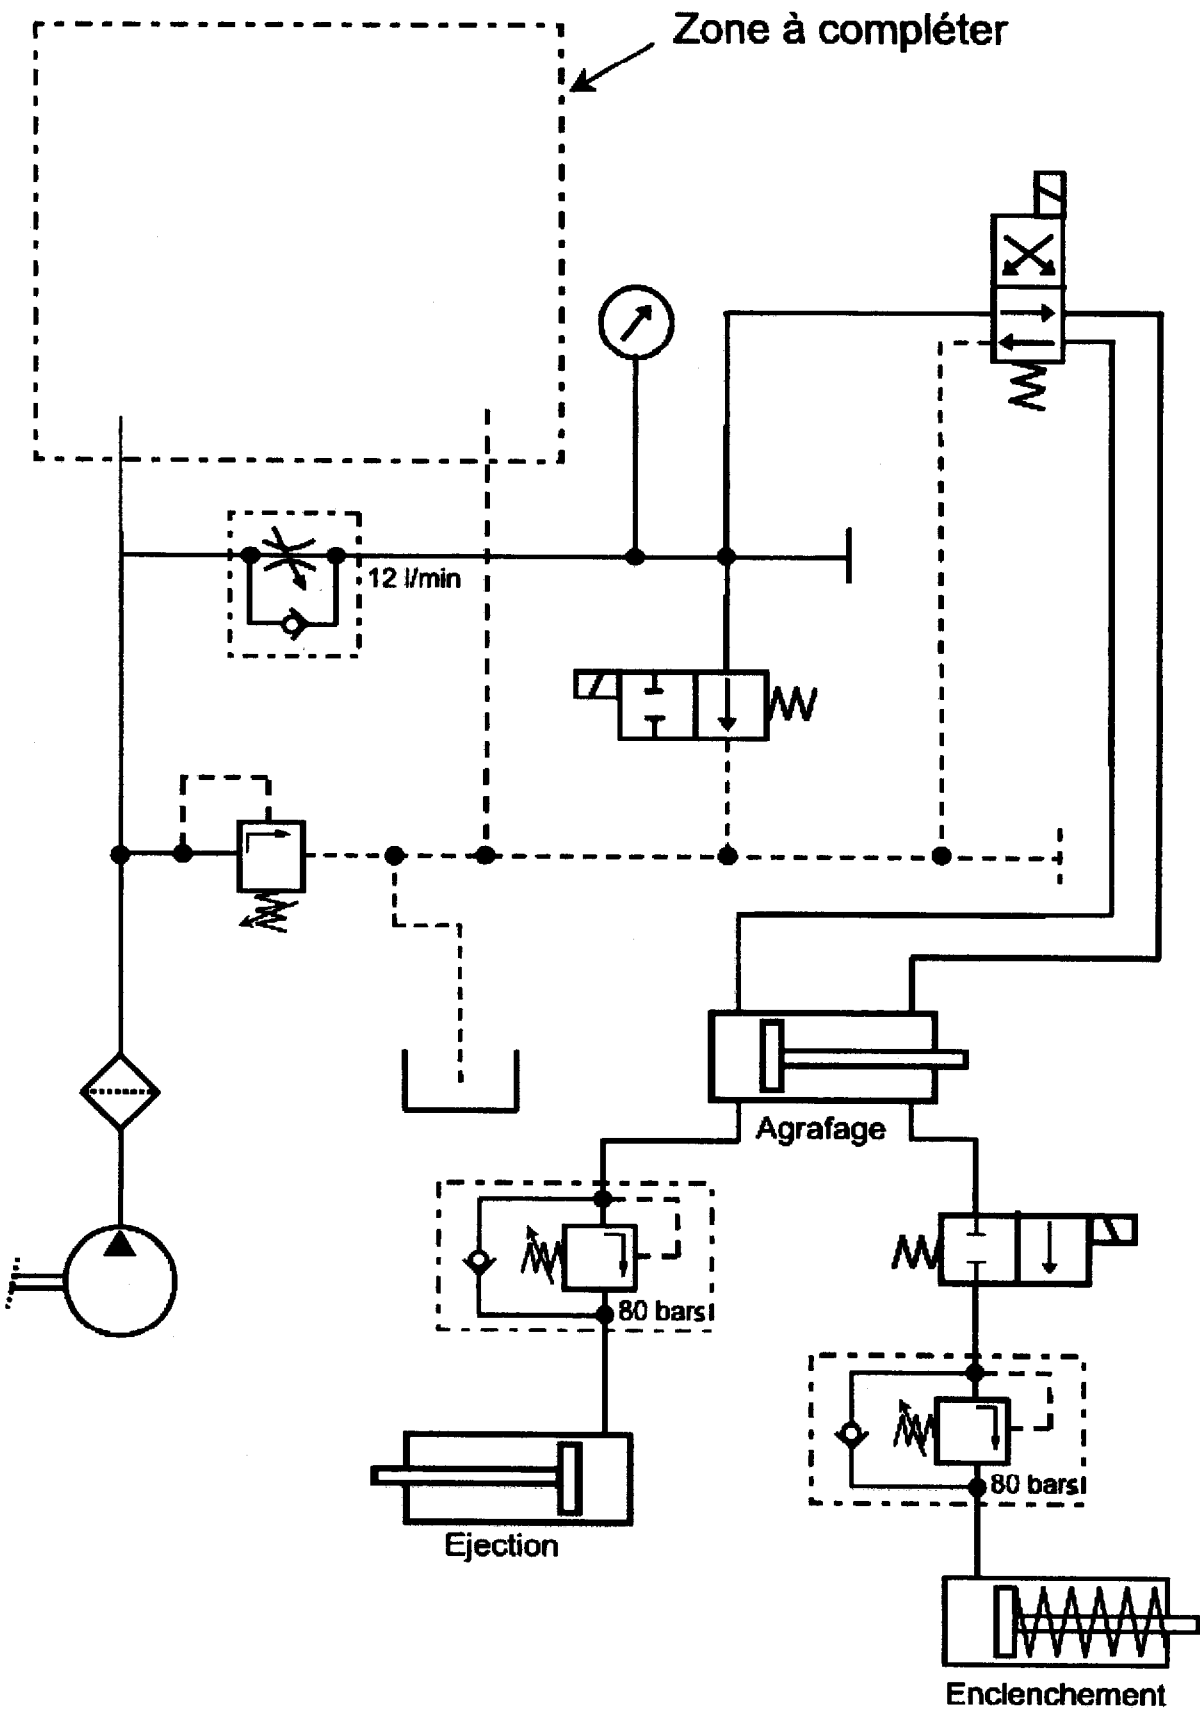 Zone à compléter
12 l/min
Agrafage
80 bars
80 bars
Ejection
Enclenchement